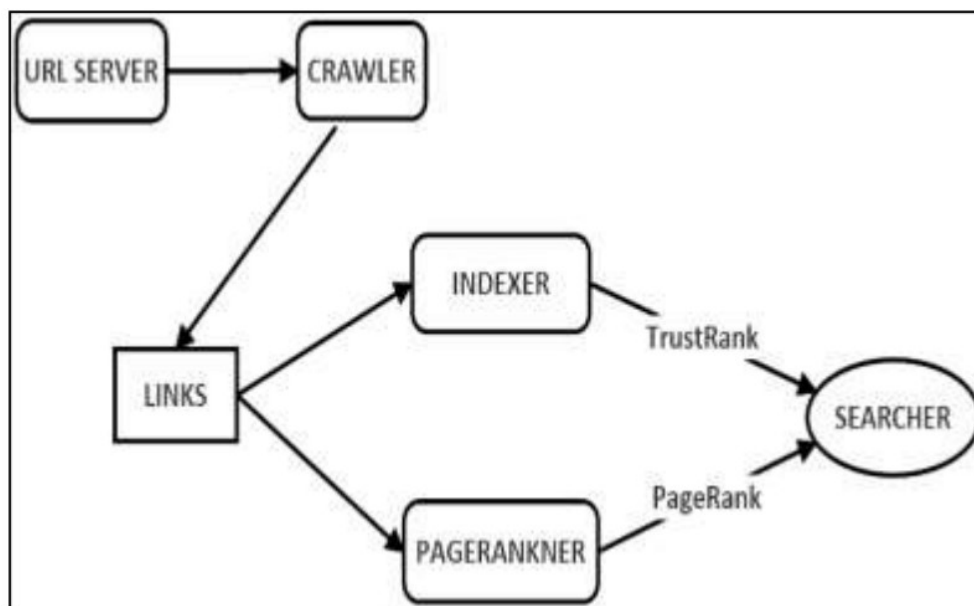 URL SERVER
CRAWLER
INDEXER
TrustRank
LINKS
SEARCHER
PageRank
PAGERANKNER